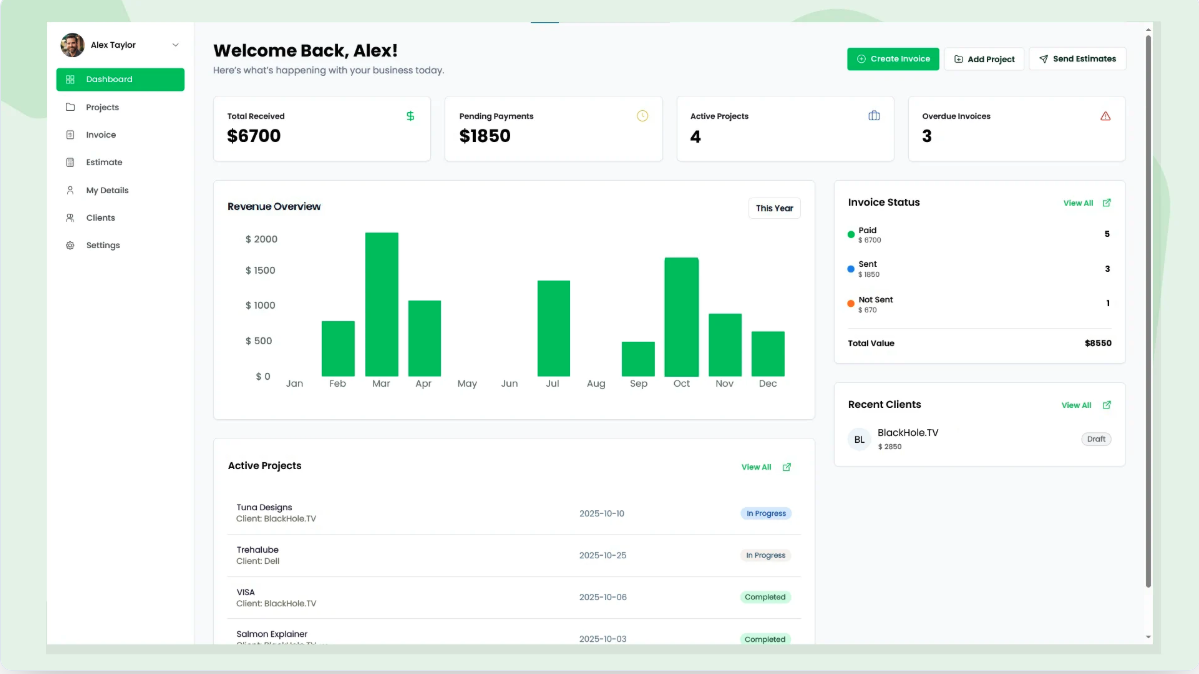 Alex Taylor
Dashboard
Projects
Invoice
Estimate
My Details
Clients
Settings
Welcome Back, Alex!
Here's what's happening with your business today.
Create Invoice
Add Project
Send Estimates
Total Received
$6700
Pending Payments
$1850
Active Projects
4
Overdue Invoices
3
Revenue Overview
This Year
$ 2000
$ 1500
$ 1000
$ 500
$ 0
Jan Feb Mar Apr May Jun Jul Aug Sep Oct Nov Dec
Invoice Status
View All
Paid
$ 6700
5
Sent
$ 1850
3
Not Sent
$ 670
1
Total Value $8550
Recent Clients
View All
BL
BlackHole.TV
$ 2850
Draft
Active Projects
View All
Tuna Designs
Client: BlackHole.TV
2025-10-10
In Progress
Trehalube
Client: Dell
2025-10-25
In Progress
VISA
Client: BlackHole.TV
2025-10-06
Completed
Salmon Explainer
Client: BlackHole.TV
2025-10-03
Completed